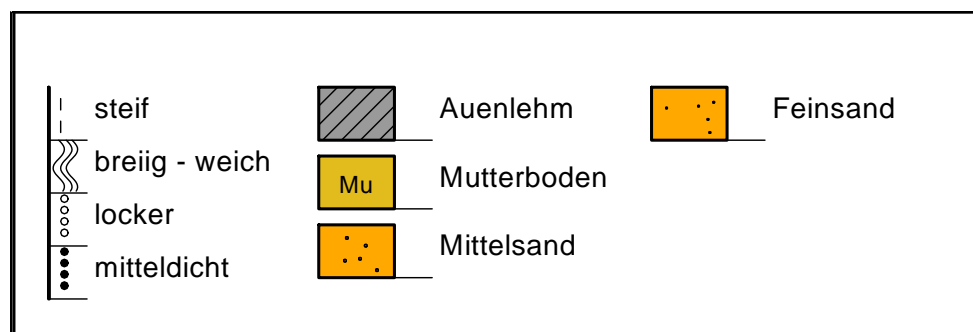 steif
breiig - weich
locker
mitteldicht
Auenlehm
Mu
Mutterboden
Mittelsand
Feinsand